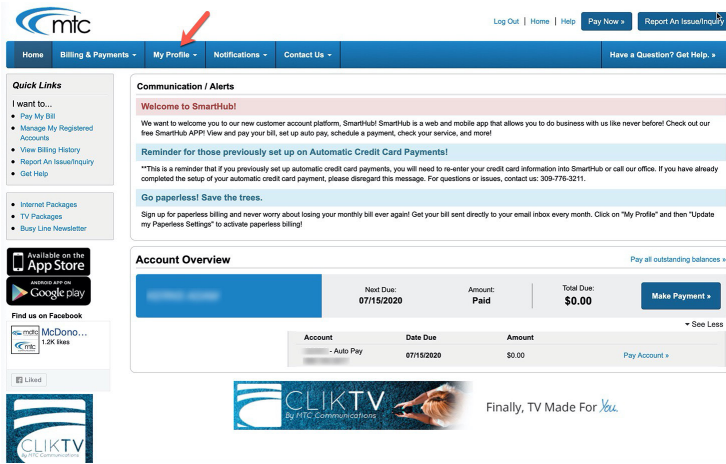 mtc
Log Out | Home | Help
Pay Now »
Report An Issue/Inquiry
Home
Billing & Payments
My Profile
Notifications
Contact Us
Have a Question? Get Help. »
Quick Links
I want to...
Pay My Bill
Manage My Registered
Accounts
View Billing History
Report An Issue/Inquiry
Get Help
Internet Packages
TV Packages
Busy Line Newsletter
Available on the
App Store
ANDROID APP ON
Google play
Find us on Facebook
mdtc
mtc
McDono...
1.2K likes
Liked
CLIKTV
By MTC Communications
Communication / Alerts
Welcome to SmartHub!
We want to welcome you to our new customer account platform, SmartHub! SmartHub is a web and mobile app that allows you to do business with us like never before! Check out our
free SmartHub APP! View and pay your bill, set up auto pay, schedule a payment, check your service, and more!
Reminder for those previously set up on Automatic Credit Card Payments!
**This is a reminder that if you previously set up automatic credit card payments, you will need to re-enter your credit card information into SmartHub or call our office. If you have already
completed the setup of your automatic credit card payment, please disregard this message. For questions or issues, contact us: 309-776-3211.
Go paperless! Save the trees.
Sign up for paperless billing and never worry about losing your monthly bill ever again! Get your bill sent directly to your email inbox every month. Click on "My Profile" and then "Update
my Paperless Settings" to activate paperless billing!
Account Overview
Pay all outstanding balances »
Next Due:
07/15/2020
Amount:
Paid
Total Due:
$0.00
Make Payment »
See Less
Account Date Due Amount
- Auto Pay 07/15/2020 $0.00 Pay Account »
CLIKTV
By MTC Communications
Finally, TV Made For You.